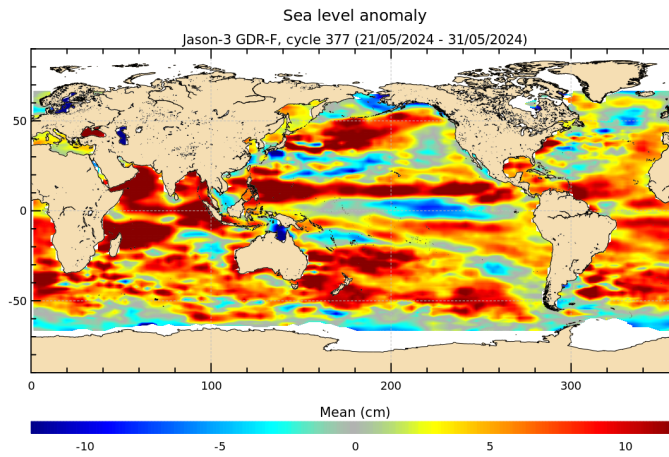 Sea level anomaly
Jason-3 GDR-F, cycle 377 (21/05/2024 - 31/05/2024)
50
0
-50
0 100 200 300
Mean (cm)
-10 -5 0 5 10